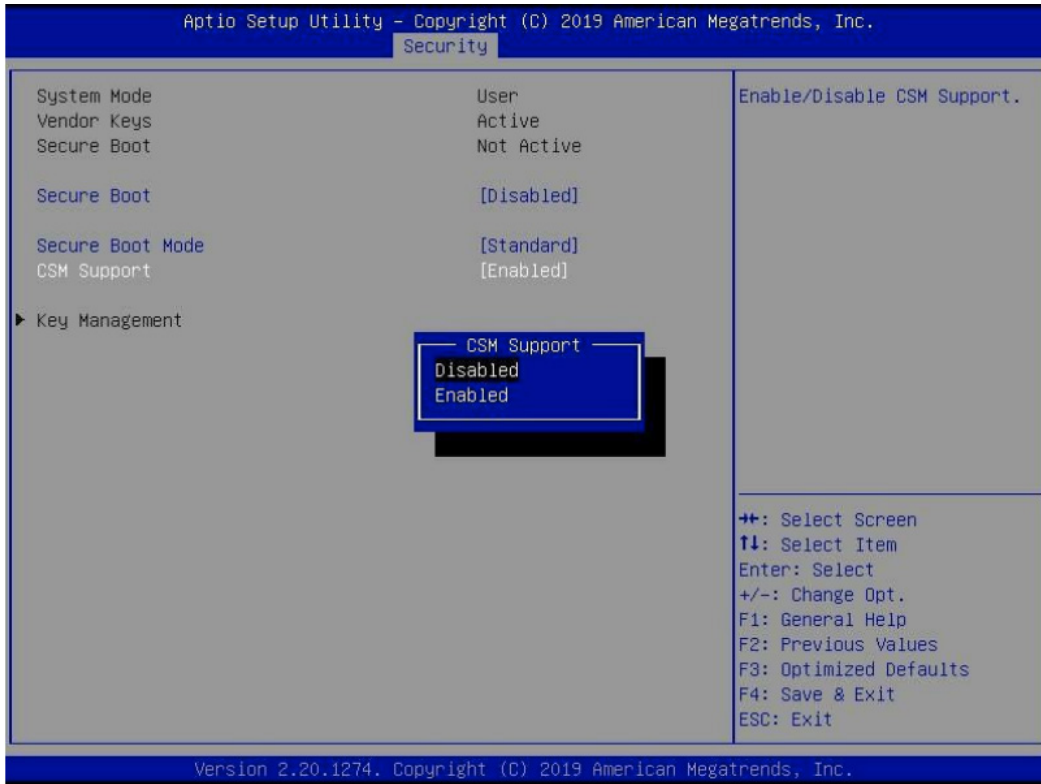 Aptio Setup Utility - Copyright (C) 2019 American Megatrends, Inc.
Security
System Mode User
Vendor Keys Active
Secure Boot Not Active
Secure Boot [Disabled]
Secure Boot Mode [Standard]
CSM Support [Enabled]
Key Management
CSM Support
Disabled
Enabled
Enable/Disable CSM Support.
→←: Select Screen
↑↓: Select Item
Enter: Select
+/-: Change Opt.
F1: General Help
F2: Previous Values
F3: Optimized Defaults
F4: Save & Exit
ESC: Exit
Version 2.20.1274. Copyright (C) 2019 American Megatrends, Inc.